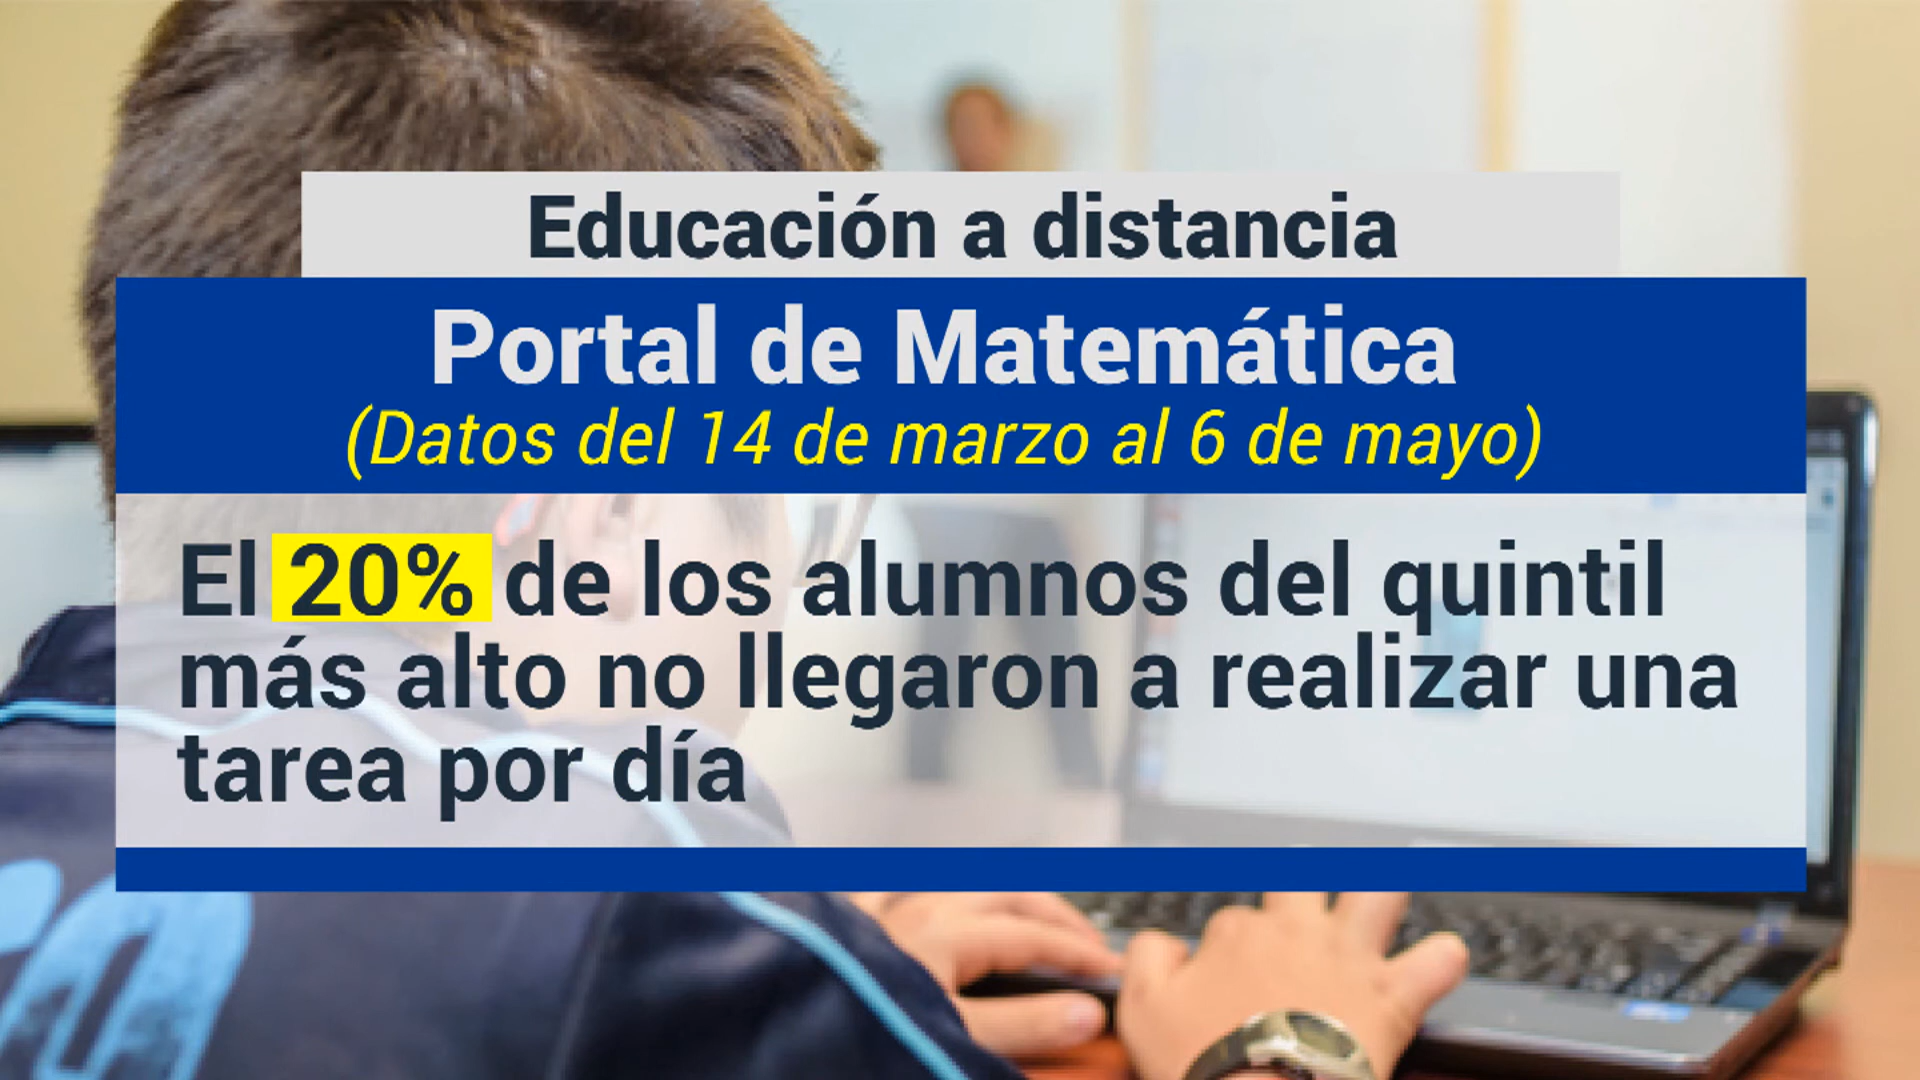 Educación a distancia
Portal de Matemática
(Datos del 14 de marzo al 6 de mayo)
El 20% de los alumnos del quintil
más alto no llegaron a realizar una
tarea por día